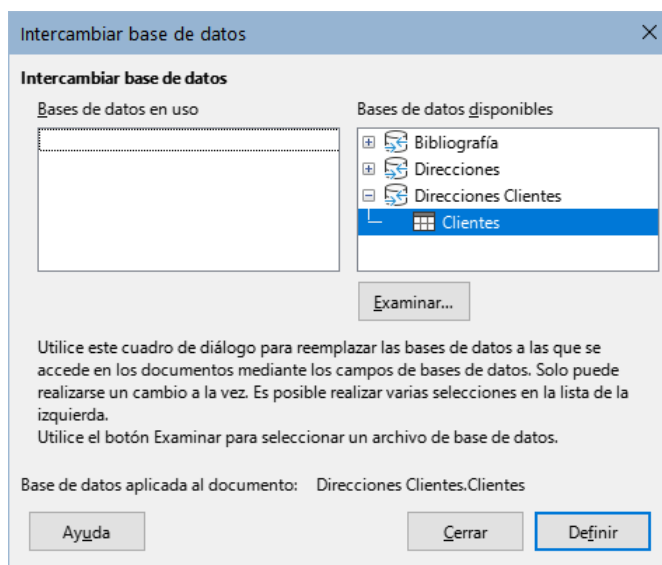 Intercambiar base de datos
Intercambiar base de datos
Bases de datos en uso
Bases de datos disponibles
Bibliografía
Direcciones
Direcciones Clientes
Clientes
Examinar...
Utilice este cuadro de diálogo para reemplazar las bases de datos a las que se
accede en los documentos mediante los campos de bases de datos. Solo puede
realizarse un cambio a la vez. Es posible realizar varias selecciones en la lista de la
izquierda.
Utilice el botón Examinar para seleccionar un archivo de base de datos.
Base de datos aplicada al documento: Direcciones Clientes.Clientes
Ayuda Cerrar Definir